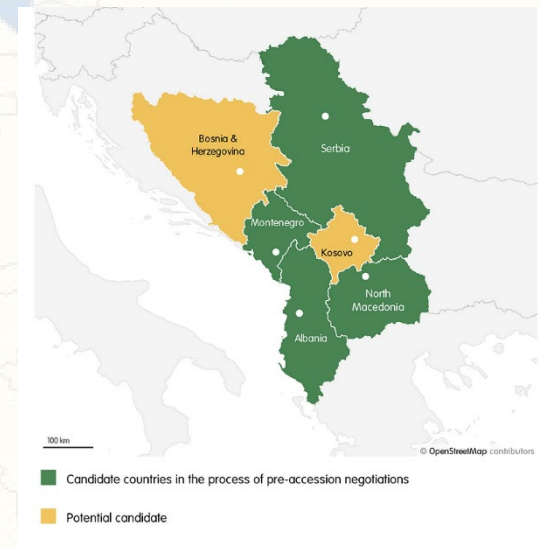 Bosnia &
Herzegovina
Serbia
Montenegro
Kosovo
North
Macedonia
Albania
100 km
© OpenStreetMap contributors
Candidate countries in the process of pre-accession negotiations
Potential candidate